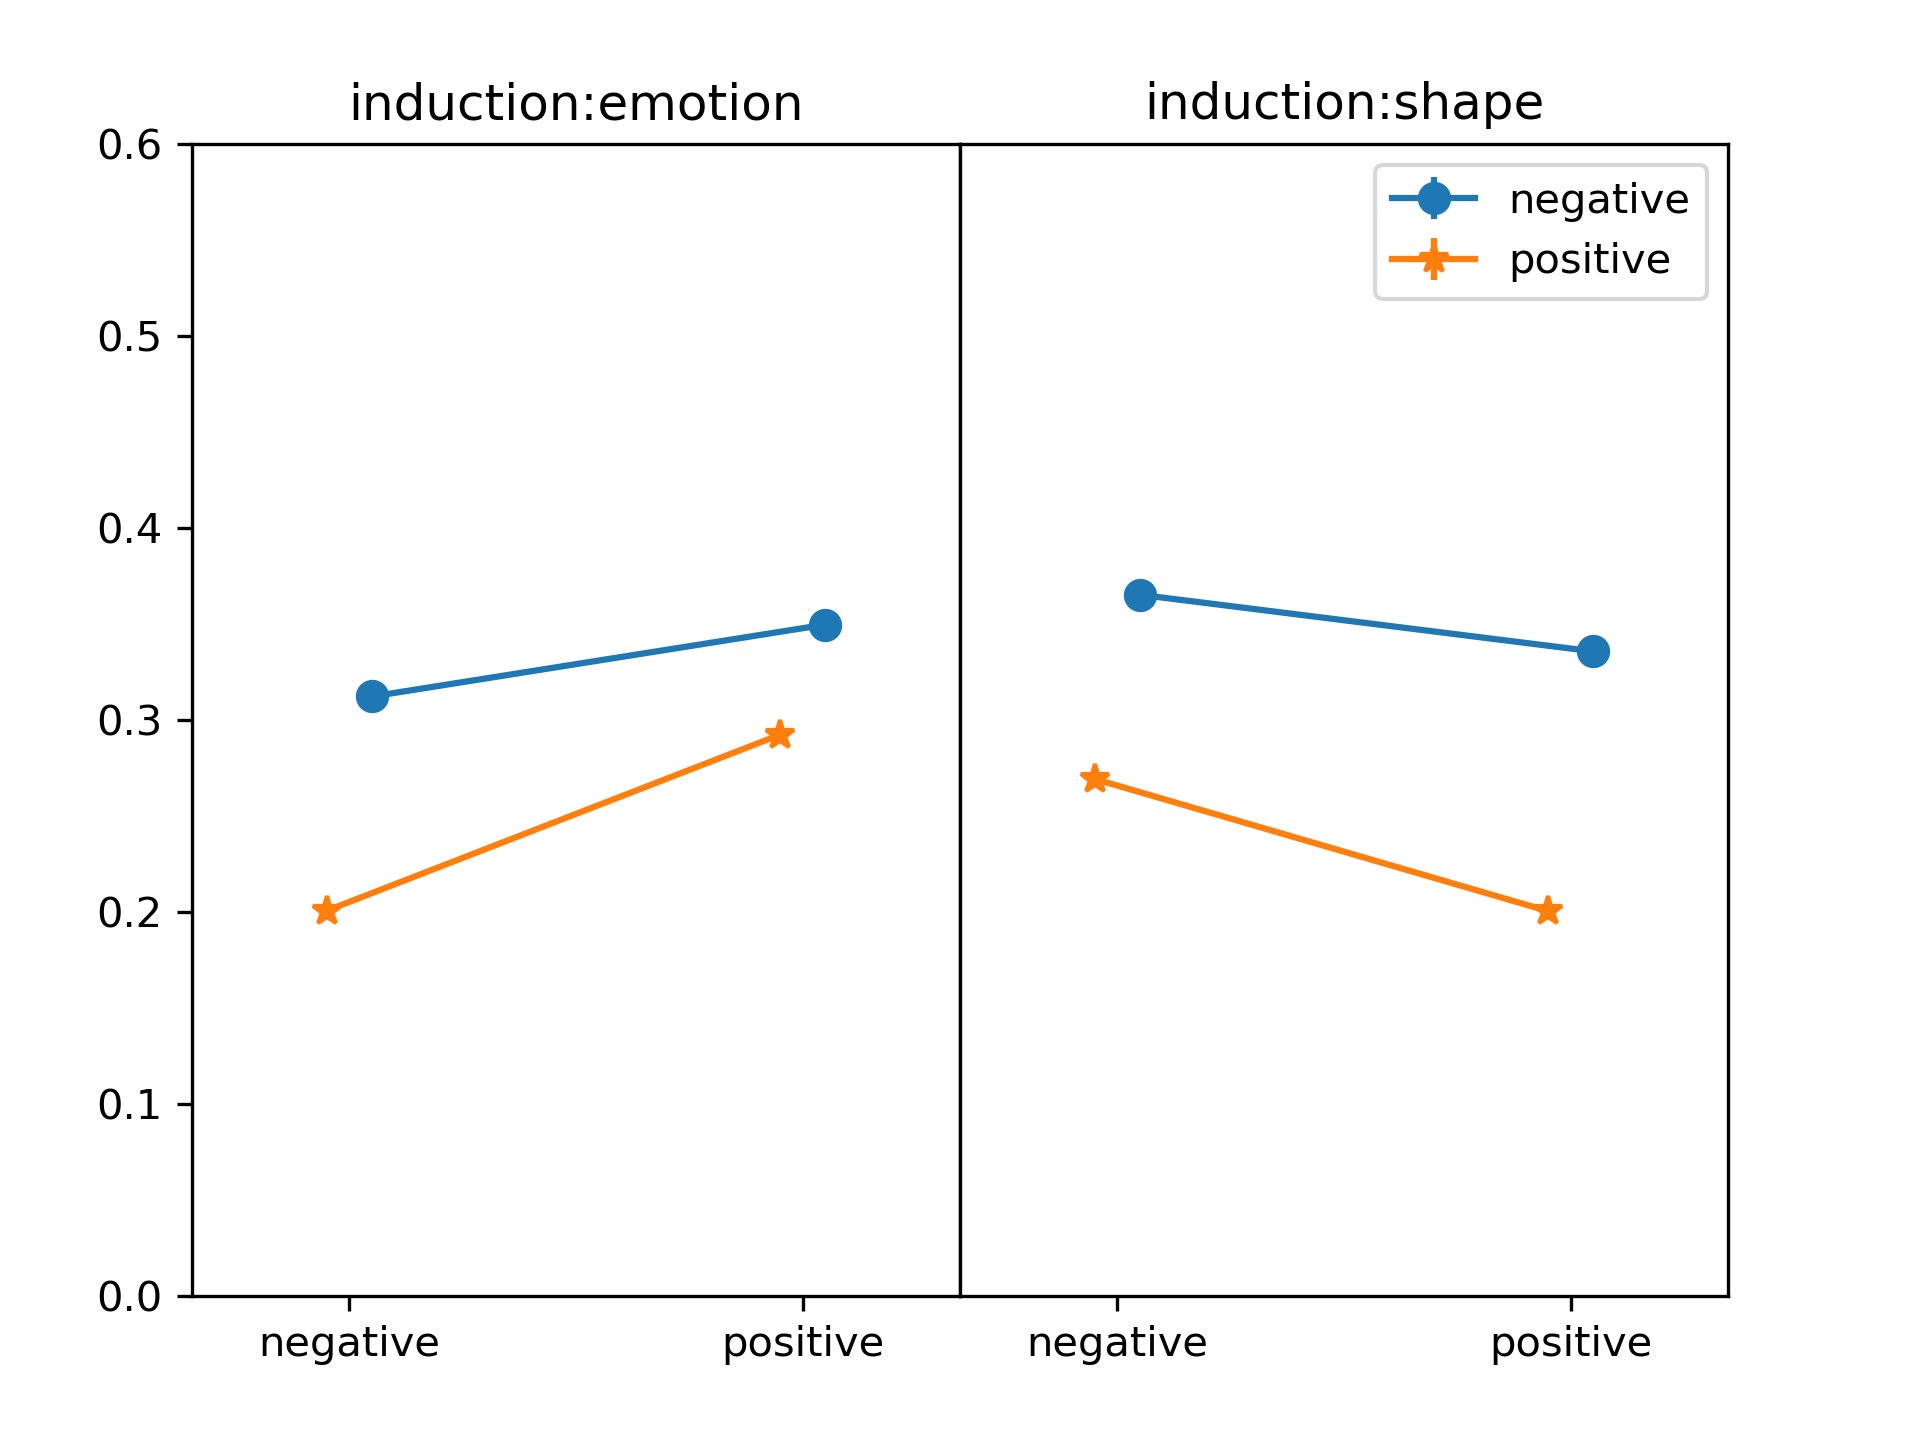 induction:emotion
induction:shape
0.6
0.5
0.4
0.3
0.2
0.1
0.0
negative
positive
negative
positive
negative
positive